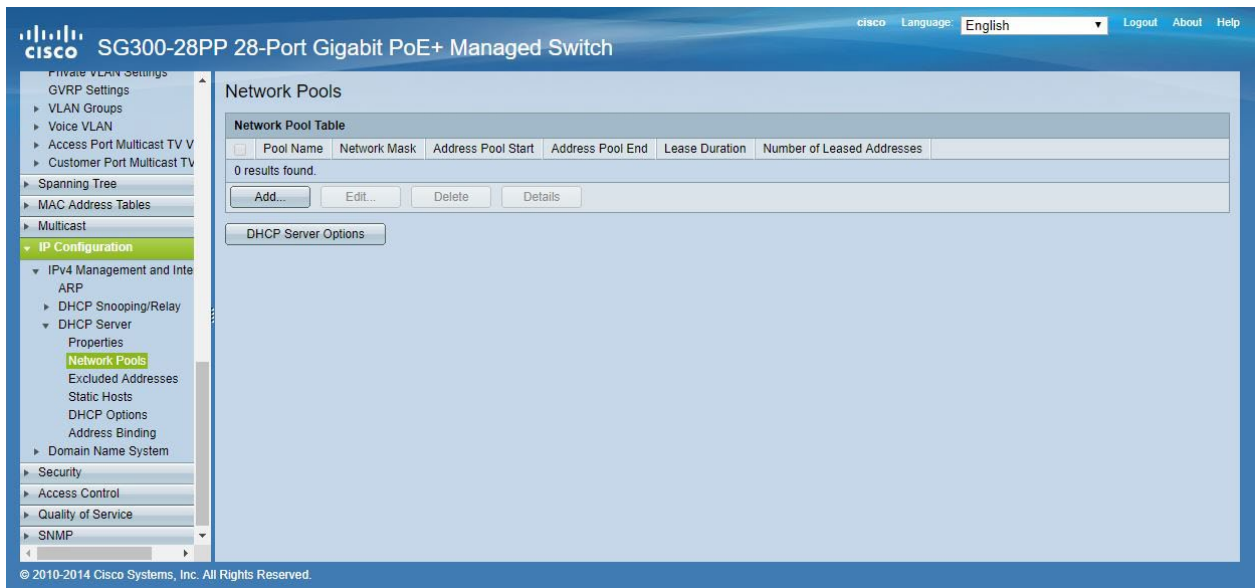 cisco Language: English Logout About Help
CISCO SG300-28PP 28-Port Gigabit PoE+ Managed Switch
Private VLAN Settings
GVRP Settings
VLAN Groups
Voice VLAN
Access Port Multicast TV V
Customer Port Multicast TV
Spanning Tree
MAC Address Tables
Multicast
IP Configuration
IPv4 Management and Inte
ARP
DHCP Snooping/Relay
DHCP Server
Properties
Network Pools
Excluded Addresses
Static Hosts
DHCP Options
Address Binding
Domain Name System
Security
Access Control
Quality of Service
SNMP
Network Pools
Network Pool Table
Pool Name Network Mask Address Pool Start Address Pool End Lease Duration Number of Leased Addresses
0 results found.
Add... Edit... Delete Details
DHCP Server Options
© 2010-2014 Cisco Systems, Inc. All Rights Reserved.